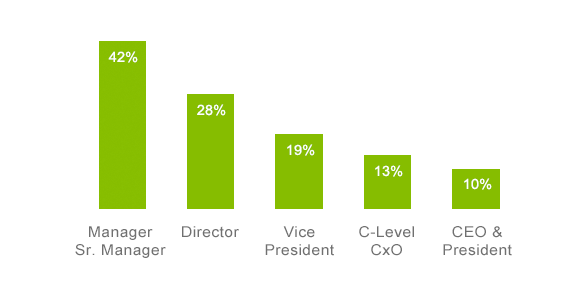 42%
28%
19%
13%
10%
Manager
Sr. Manager
Director
Vice
President
C-Level
CxO
CEO &
President